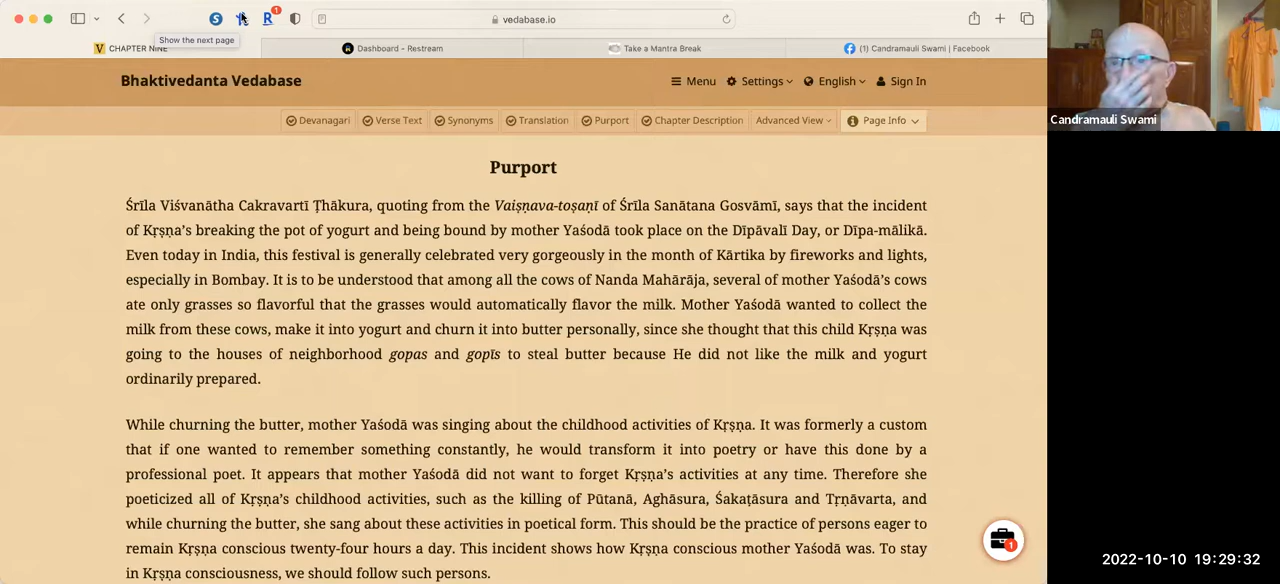 vedabase.io
1
Show the next page
CHAPTER NINE
Dashboard – Restream
Take a Mantra Break
(1) Candramauli Swami | Facebook
Bhaktivedanta Vedabase
Menu
Settings
English
Sign In
Devanagari
Verse Text
Synonyms
Translation
Purport
Chapter Description
Advanced View
Page Info
Candramauli Swami
Purport
Śrīla Viśvanātha Cakravartī Ṭhākura, quoting from the Vaiṣṇava-toṣaṇī of Śrīla Sanātana Gosvāmī, says that the incident
of Kṛṣṇa’s breaking the pot of yogurt and being bound by mother Yaśodā took place on the Dīpāvalī Day, or Dīpa-mālikā.
Even today in India, this festival is generally celebrated very gorgeously in the month of Kārtika by fireworks and lights,
especially in Bombay. It is to be understood that among all the cows of Nanda Mahārāja, several of mother Yaśodā’s cows
ate only grasses so flavorful that the grasses would automatically flavor the milk. Mother Yaśodā wanted to collect the
milk from these cows, make it into yogurt and churn it into butter personally, since she thought that this child Kṛṣṇa was
going to the houses of neighborhood gopas and gopīs to steal butter because He did not like the milk and yogurt
ordinarily prepared.
While churning the butter, mother Yaśodā was singing about the childhood activities of Kṛṣṇa. It was formerly a custom
that if one wanted to remember something constantly, he would transform it into poetry or have this done by a
professional poet. It appears that mother Yaśodā did not want to forget Kṛṣṇa’s activities at any time. Therefore she
poeticized all of Kṛṣṇa’s childhood activities, such as the killing of Pūtanā, Aghāsura, Śakaṭāsura and Tṛṇāvarta, and
while churning the butter, she sang about these activities in poetical form. This should be the practice of persons eager to
remain Kṛṣṇa conscious twenty-four hours a day. This incident shows how Kṛṣṇa conscious mother Yaśodā was. To stay
in Kṛṣṇa consciousness, we should follow such persons.
1
2022-10-10 19:29:32